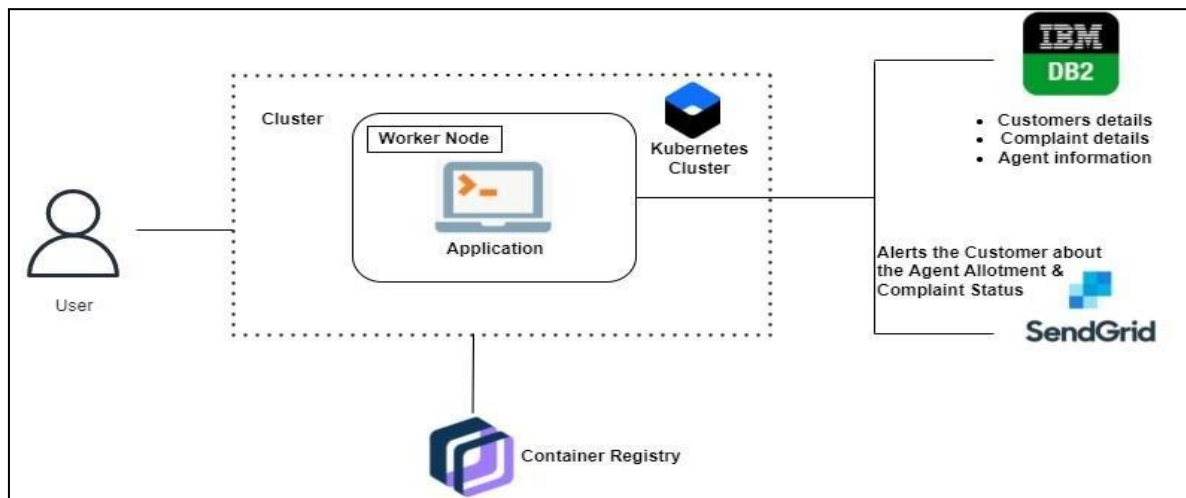 IBM
DB2
Customers details
Complaint details
Agent information
Cluster
Worker Node
Kubernetes
Cluster
Application
User
Alerts the Customer about
the Agent Allotment &
Complaint Status
SendGrid
Container Registry